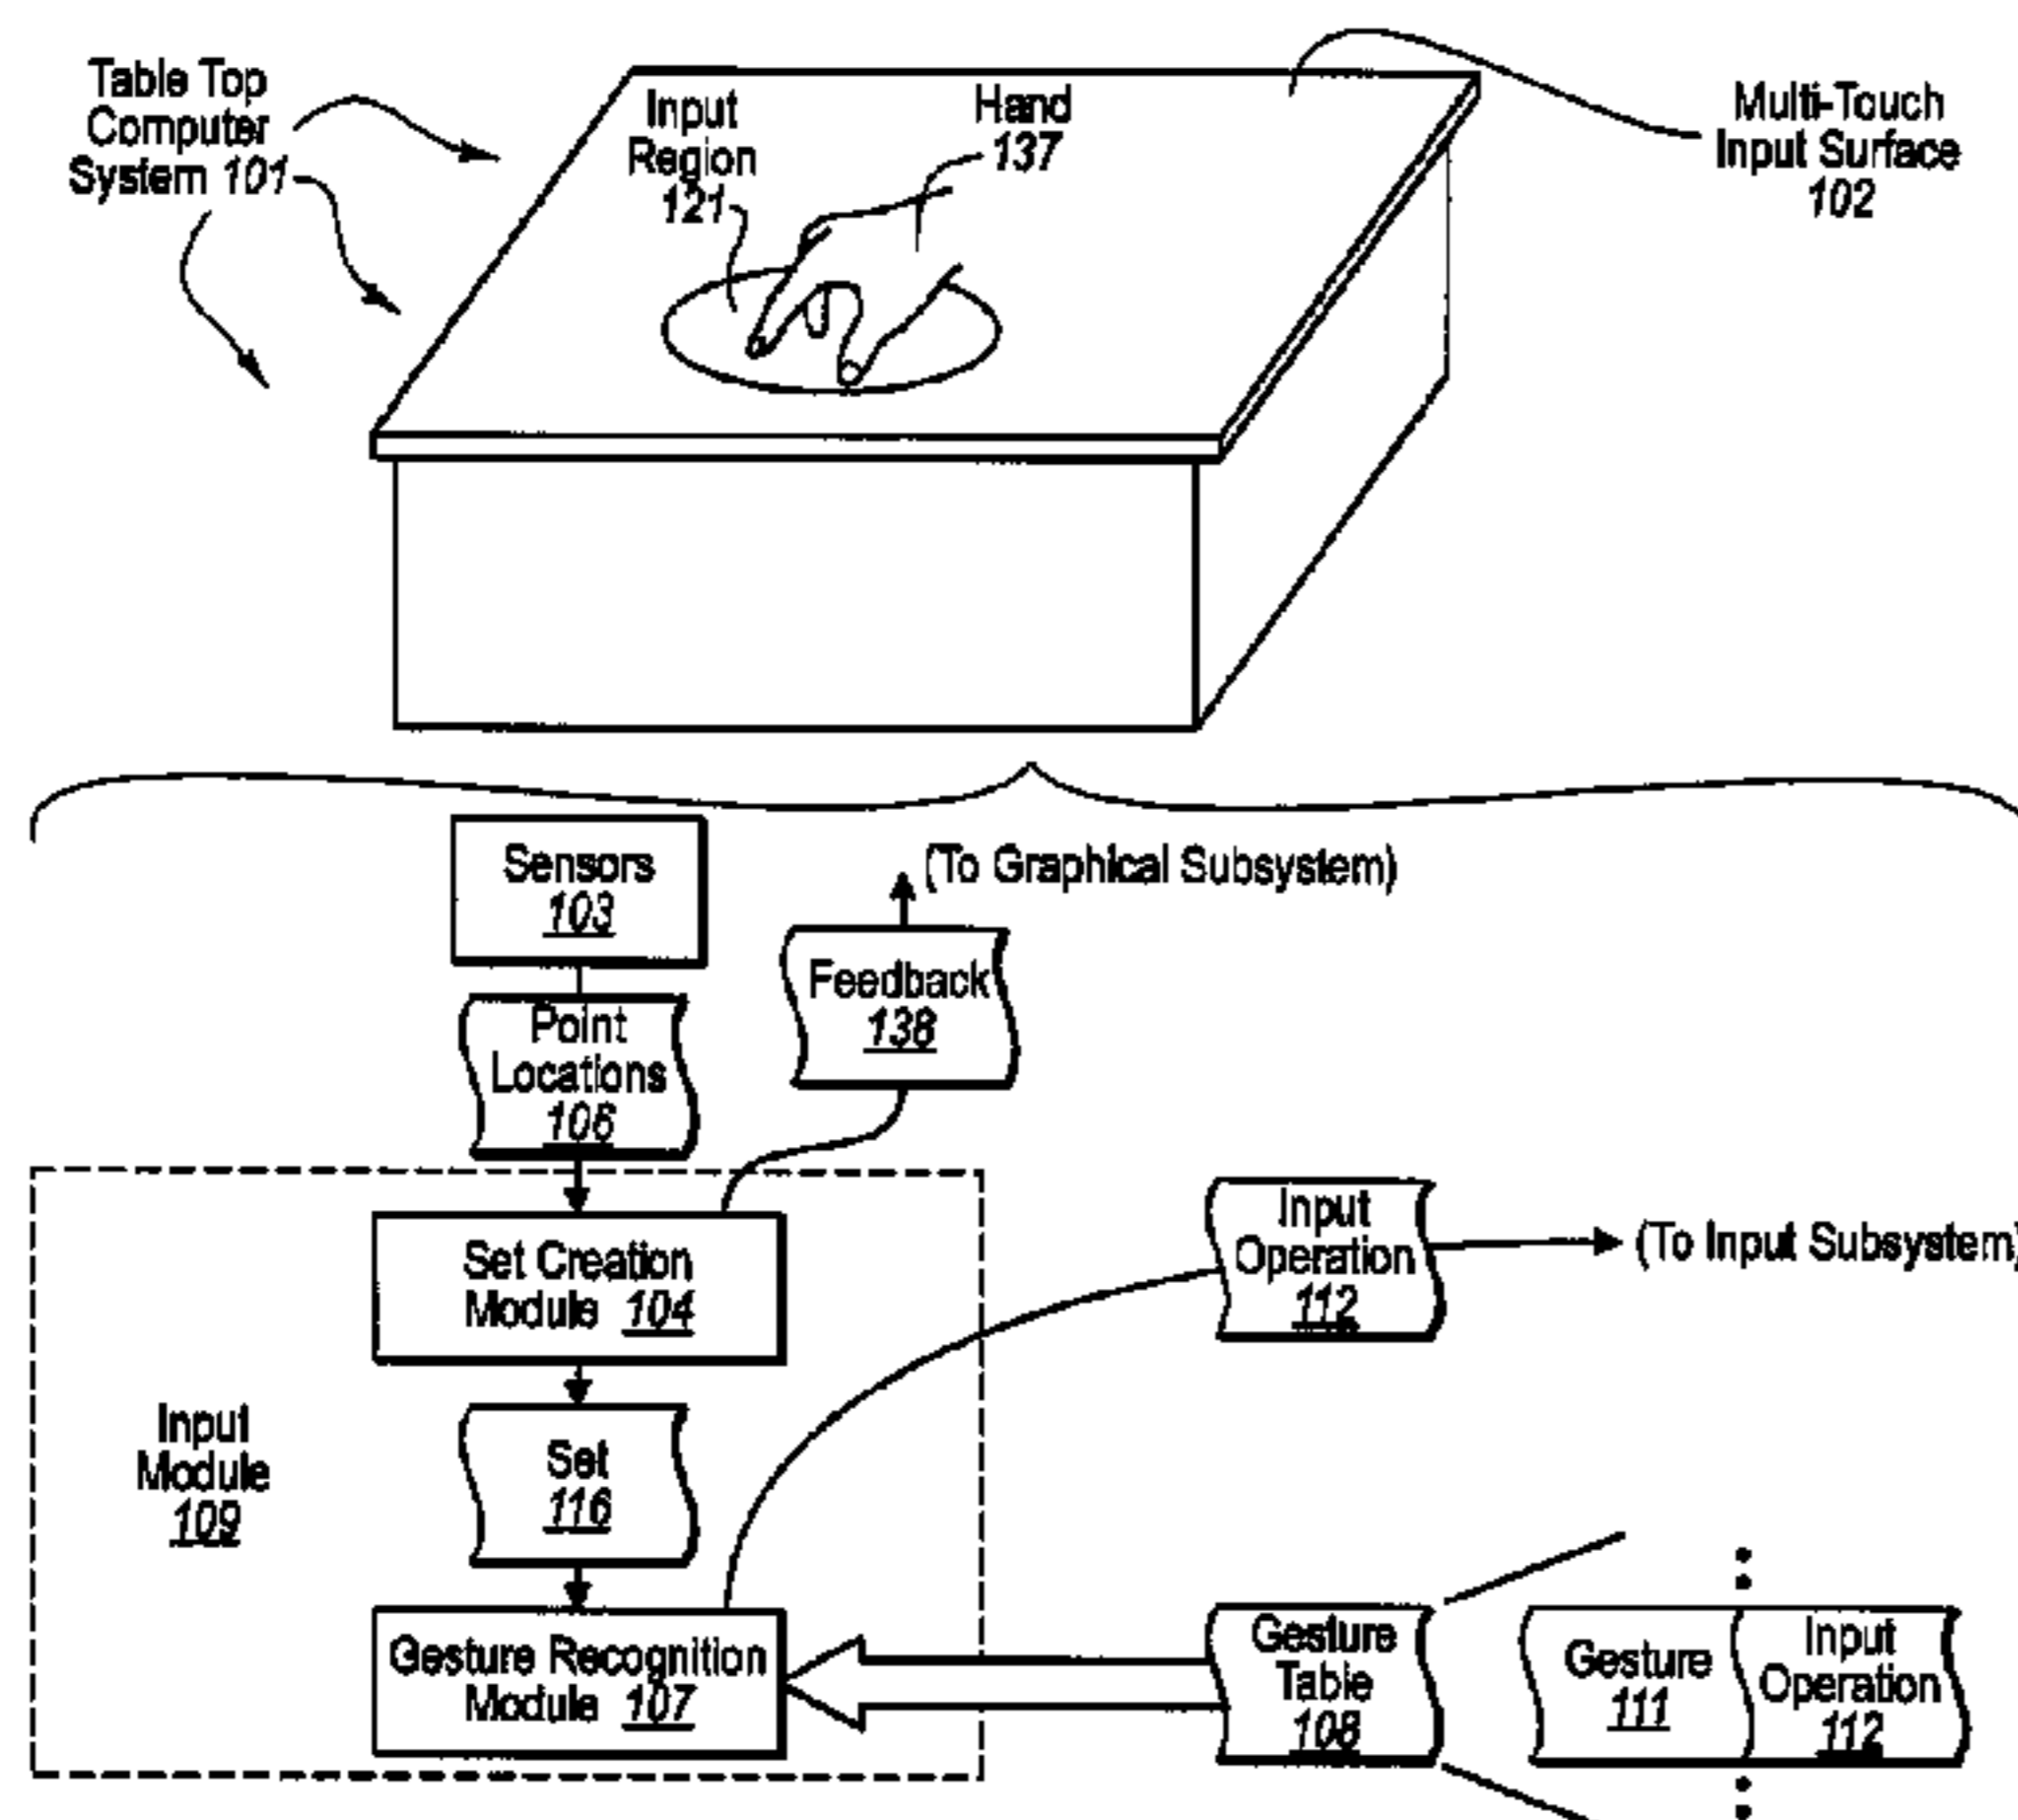 Table Top
Computer
System 101
Input
Region
121
Hand
137
Multi-Touch
Input Surface
102
Sensors
103
(To Graphical Subsystem)
Feedback
138
Point
Locations
106
Set Creation
Module 104
Input
Operation
112
(To Input Subsystem)
Input
Module
109
Set
116
Gesture Recognition
Module 107
Gesture
Table
108
Gesture
111
Input
Operation
112